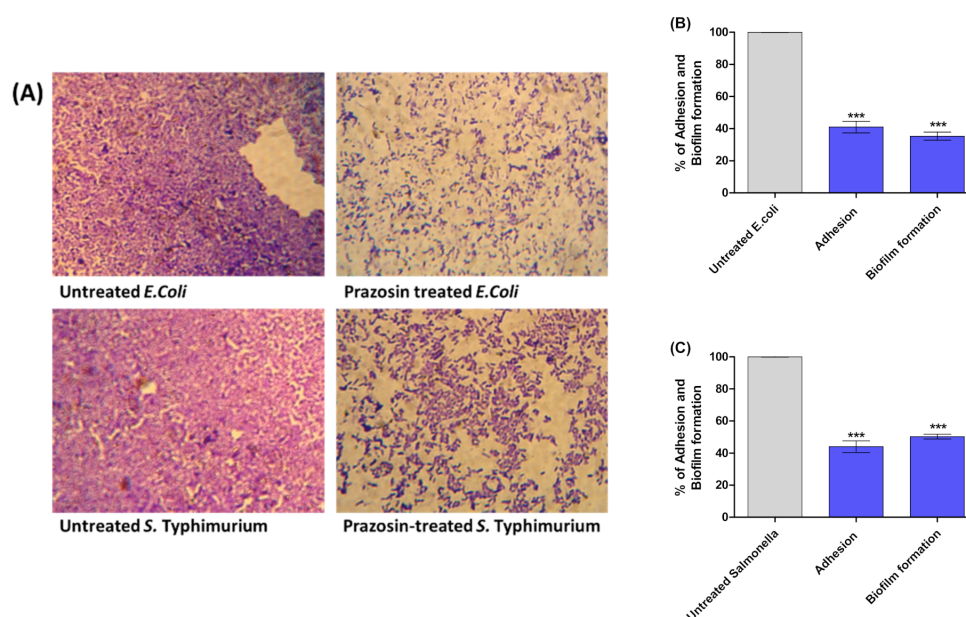 (A)
Untreated E.Coli
Prazosin treated E.Coli
Untreated S. Typhimurium
Prazosin-treated S. Typhimurium
(B)
% of Adhesion and
Biofilm formation
100
80
60
40
20
0
***
***
Untreated E.coli
Adhesion
Biofilm formation
(C)
% of Adhesion and
Biofilm formation
100
80
60
40
20
0
***
***
Untreated Salmonella
Adhesion
Biofilm formation